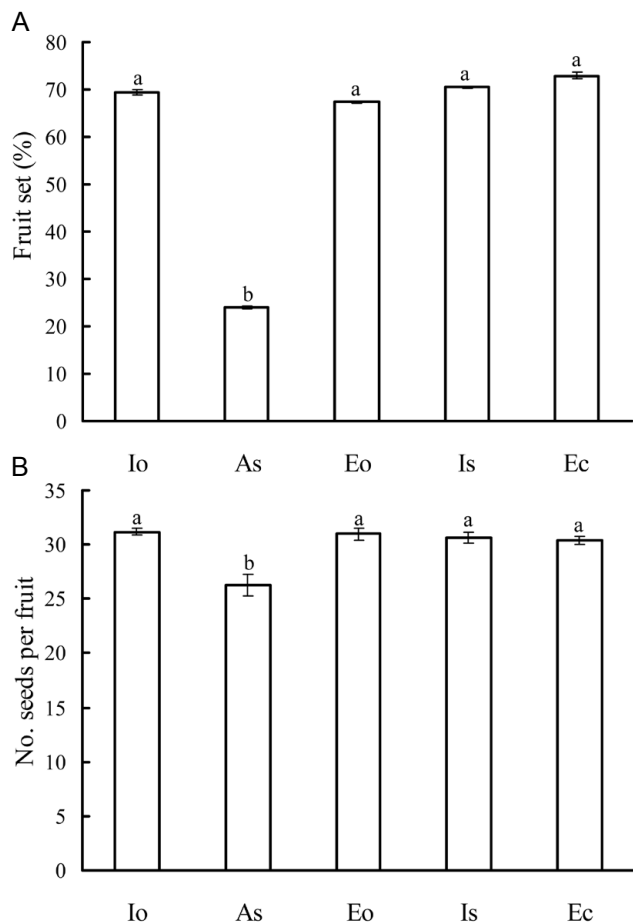 A
Fruit set (%)
80
70
60
50
40
30
20
10
0
a
b
a
a
a
Io As Eo Is Ec
B
No. seeds per fruit
35
30
25
20
15
10
5
0
a
b
a
a
a
Io As Eo Is Ec